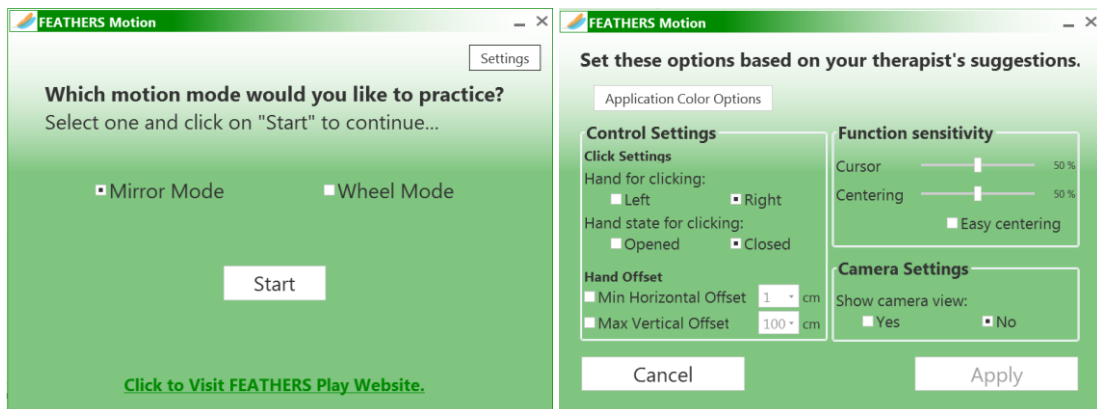 FEATHERS Motion
Settings
Which motion mode would you like to practice?
Select one and click on "Start" to continue...
Mirror Mode
Wheel Mode
Start
Click to Visit FEATHERS Play Website.
FEATHERS Motion
Set these options based on your therapist's suggestions.
Application Color Options
Control Settings
Click Settings
Hand for clicking:
Left
Right
Hand state for clicking:
Opened
Closed
Hand Offset
Min Horizontal Offset 1 cm
Max Vertical Offset 100 cm
Function sensitivity
Cursor 50 %
Centering 50 %
Easy centering
Camera Settings
Show camera view:
Yes
No
Cancel
Apply